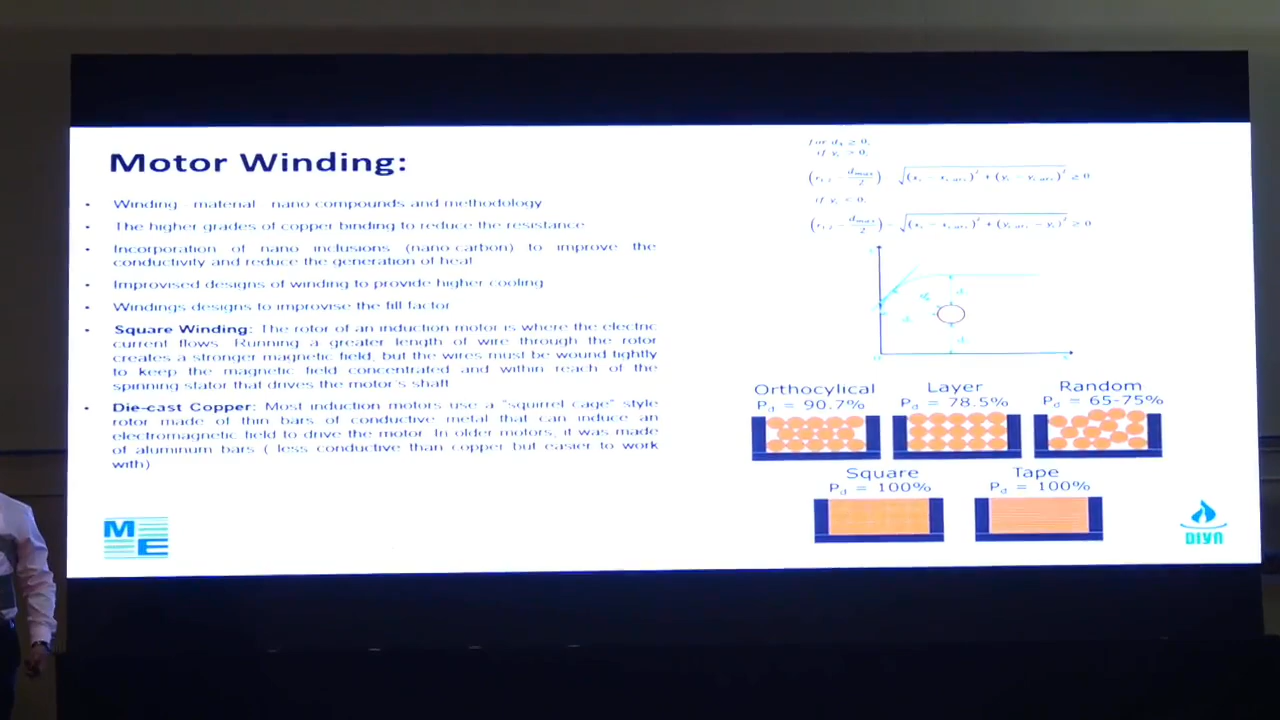 Motor Winding:
• Winding material nano compounds and methodology
• The higher grades of copper binding to reduce the resistance
• Incorporation of nano inclusions (nano carbon) to improve the
conductivity and reduce the generation of heat
• Improvised designs of winding to provide higher cooling
• Windings designs to improvise the fill factor
• Square Winding: The rotor of an induction motor is where the electric
current flows. Running a greater length of wire through the rotor
creates a stronger magnetic field, but the wires must be wound tightly
to keep the magnetic field concentrated and within reach of the
spinning stator that drives the motor's shaft
• Die-cast Copper: Most induction motors use a "squirrel cage" style
rotor made of thin bars of conductive metal that can induce an
electromagnetic field to drive the motor. In older motors, it was made
of aluminum bars ( less conductive than copper but easier to work
with)
M
E
Orthocylical
Pd = 90.7%
Layer
Pd = 78.5%
Random
Pd = 65-75%
Square
Pd = 100%
Tape
Pd = 100%
DIYA